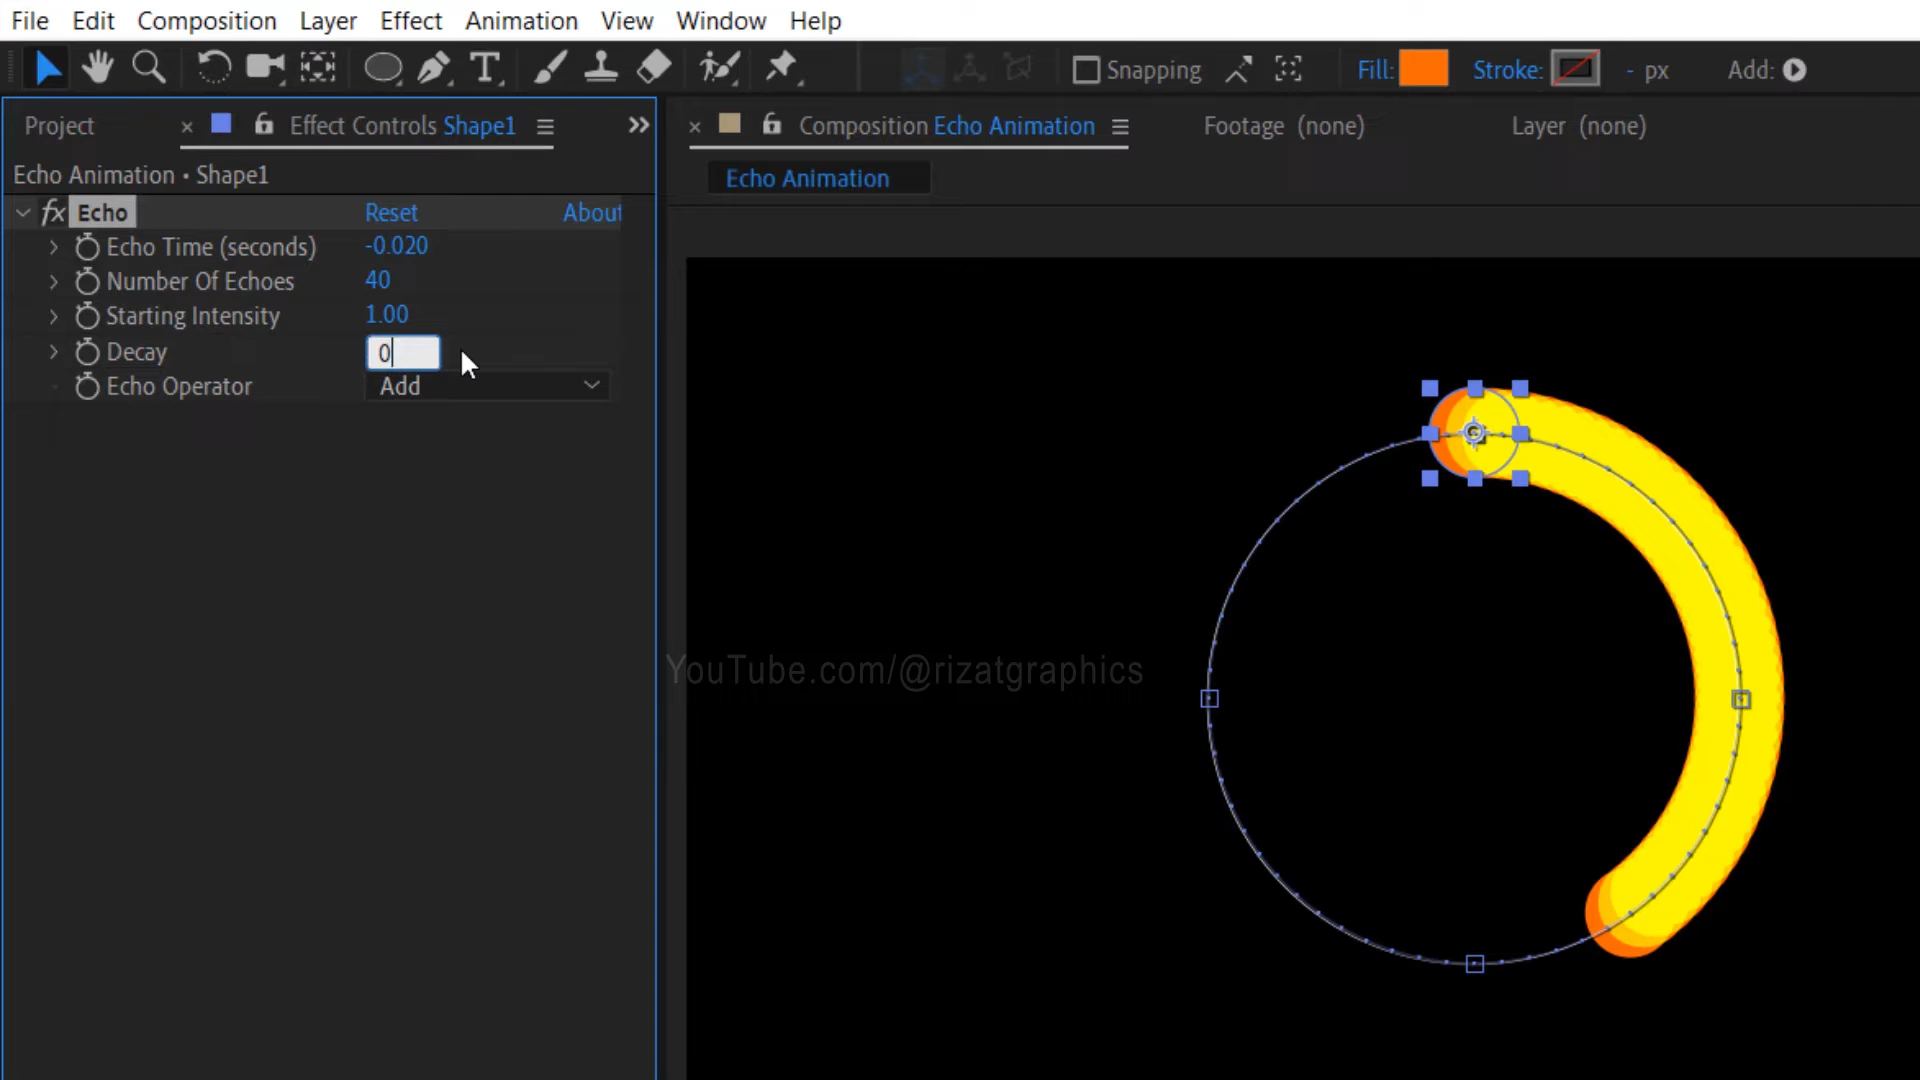 File Edit Composition Layer Effect Animation View Window Help
Snapping Fill: Stroke: - px Add:
Project × Effect Controls Shape1 × Composition Echo Animation Footage (none) Layer (none)
Echo Animation • Shape1
Echo Animation
fx Echo Reset About
Echo Time (seconds) -0.020
Number Of Echoes 40
Starting Intensity 1.00
Decay 0
Echo Operator Add
YouTube.com/@rizatgraphics